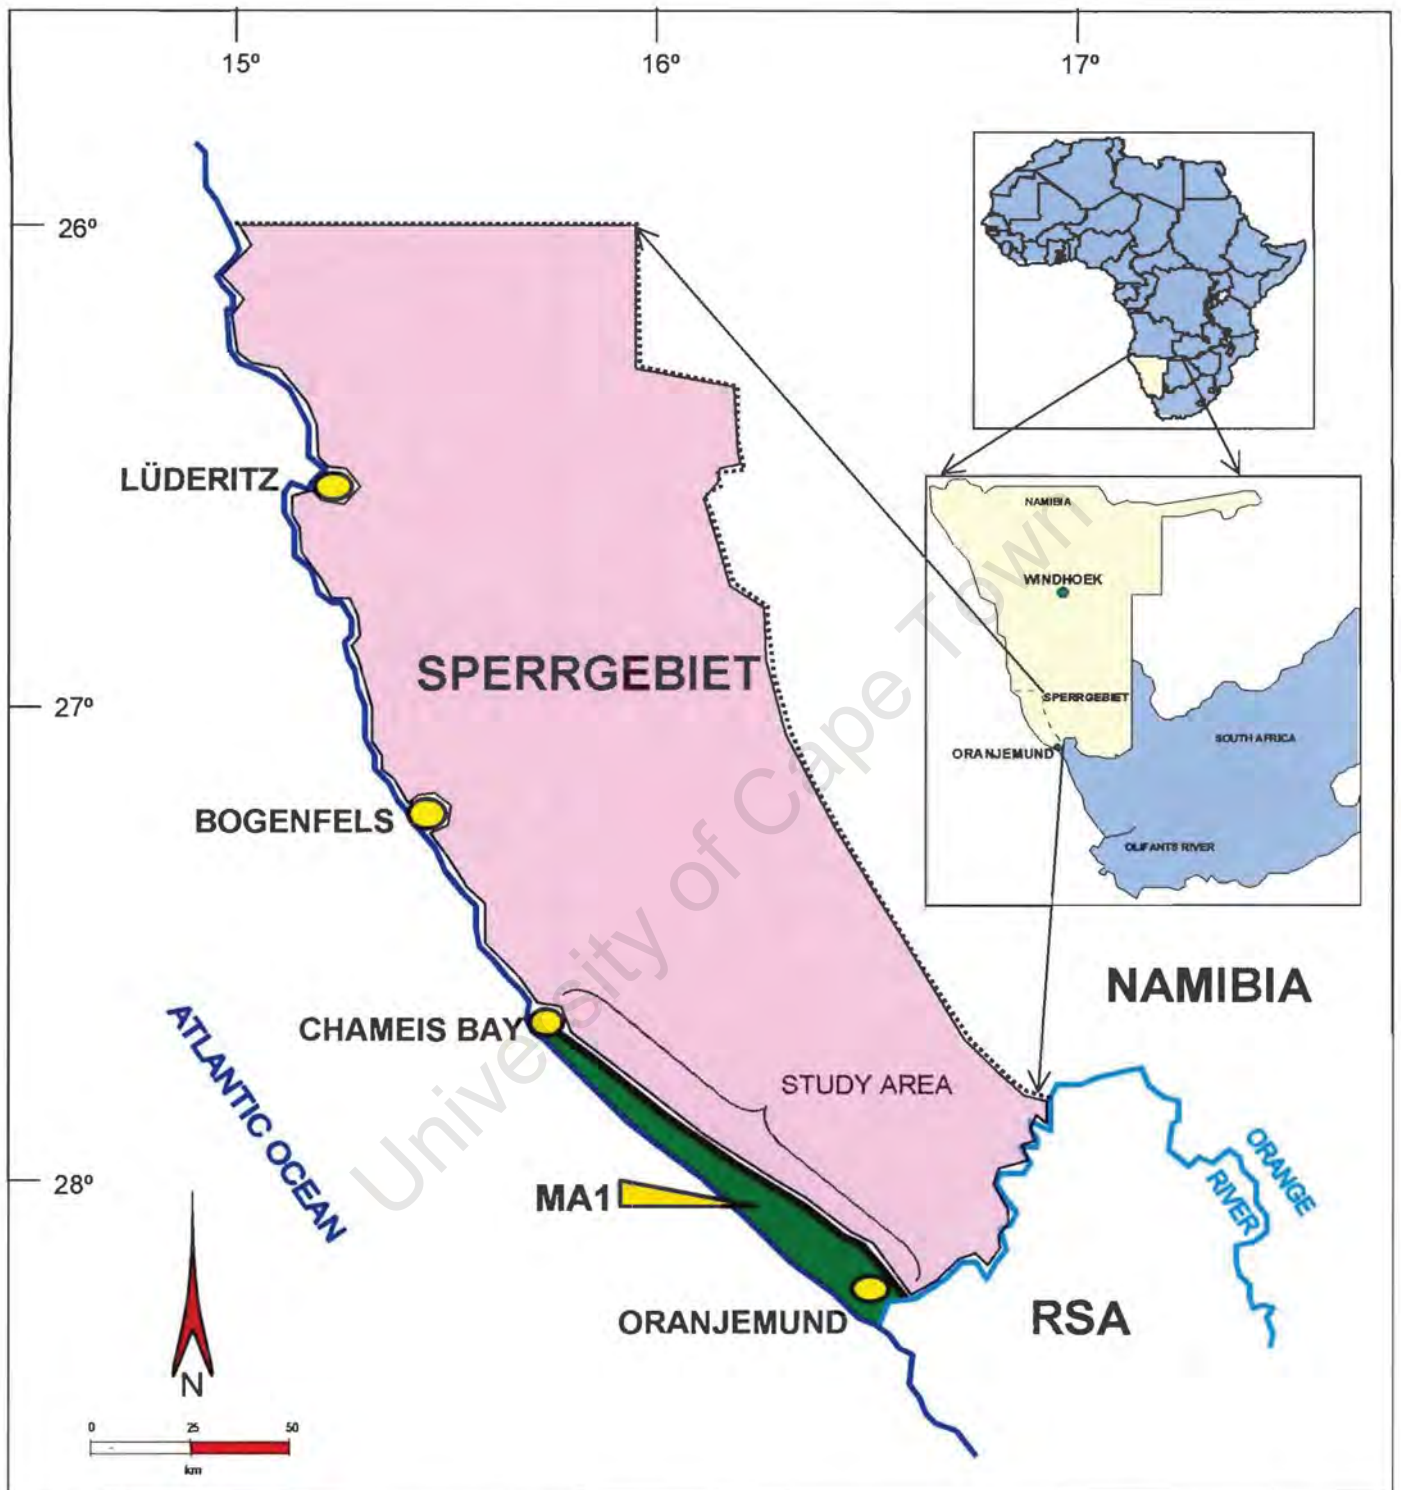 15º
16º
17º
26º
LÜDERITZ
NAMIBIA
WINDHOEK
SPERRGEBIET
27º
SPERRGEBIET
SOUTH AFRICA
ORANJEMUND
BOGENFELS
OLIFANTS RIVER
NAMIBIA
CHAMEIS BAY
ATLANTIC OCEAN
STUDY AREA
ORANGE
RIVER
28º
MA1
ORANJEMUND
RSA
N
0 25 50
km
University of Cape Town